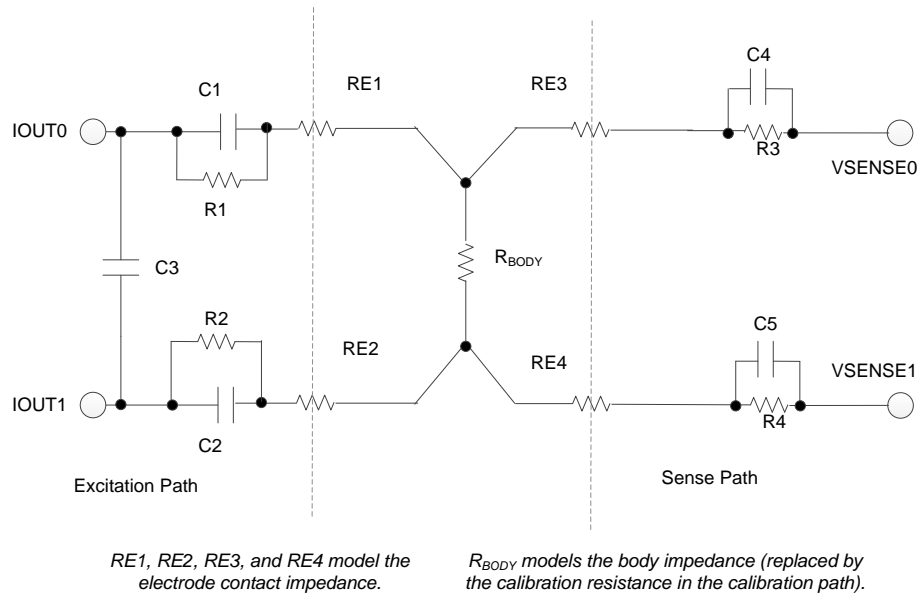 C4
C1
RE1
RE3
IOUT0
R3
VSENSE0
R1
C3
R_BODY
R2
C5
RE2
RE4
VSENSE1
IOUT1
C2
R4
Excitation Path
Sense Path
RE1, RE2, RE3, and RE4 model the
electrode contact impedance.
R_BODY models the body impedance (replaced by
the calibration resistance in the calibration path).